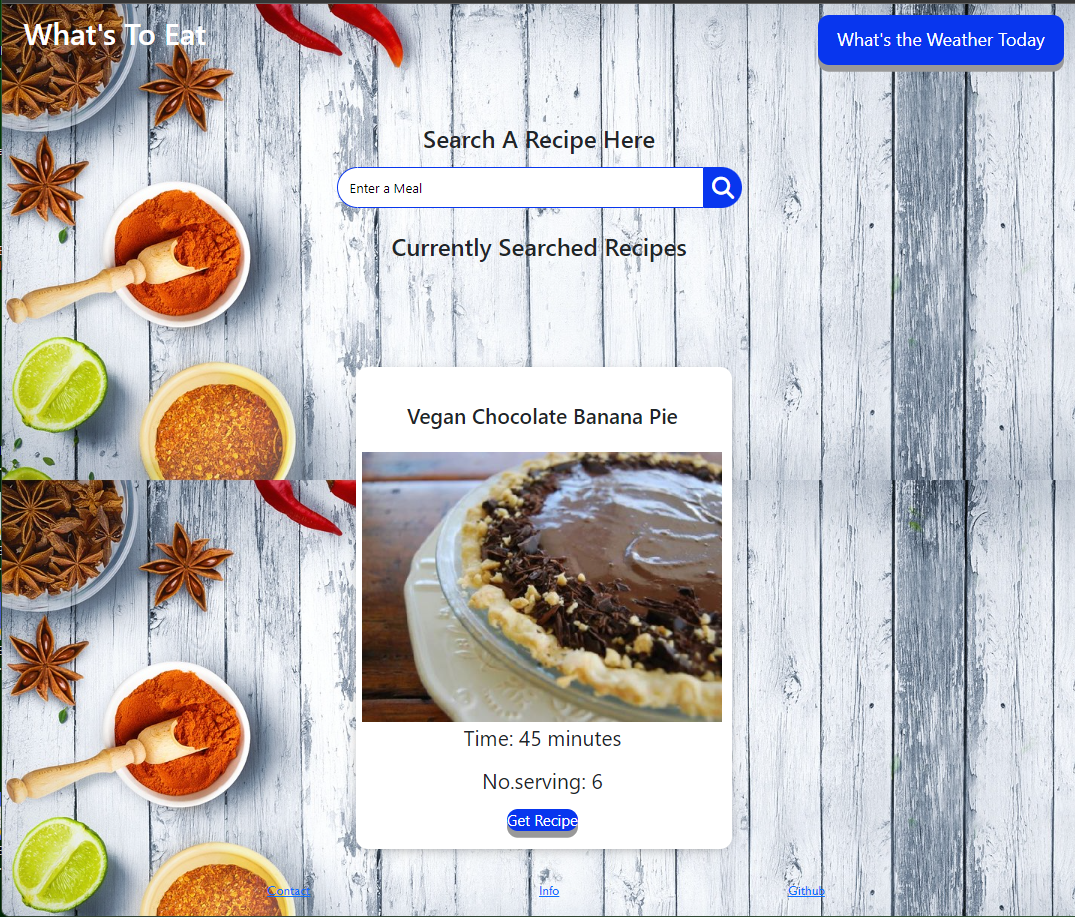 What's To Eat
What's the Weather Today
Search A Recipe Here
Enter a Meal
Currently Searched Recipes
Vegan Chocolate Banana Pie
Time: 45 minutes
No.serving: 6
Get Recipe
Contact
Info
Github